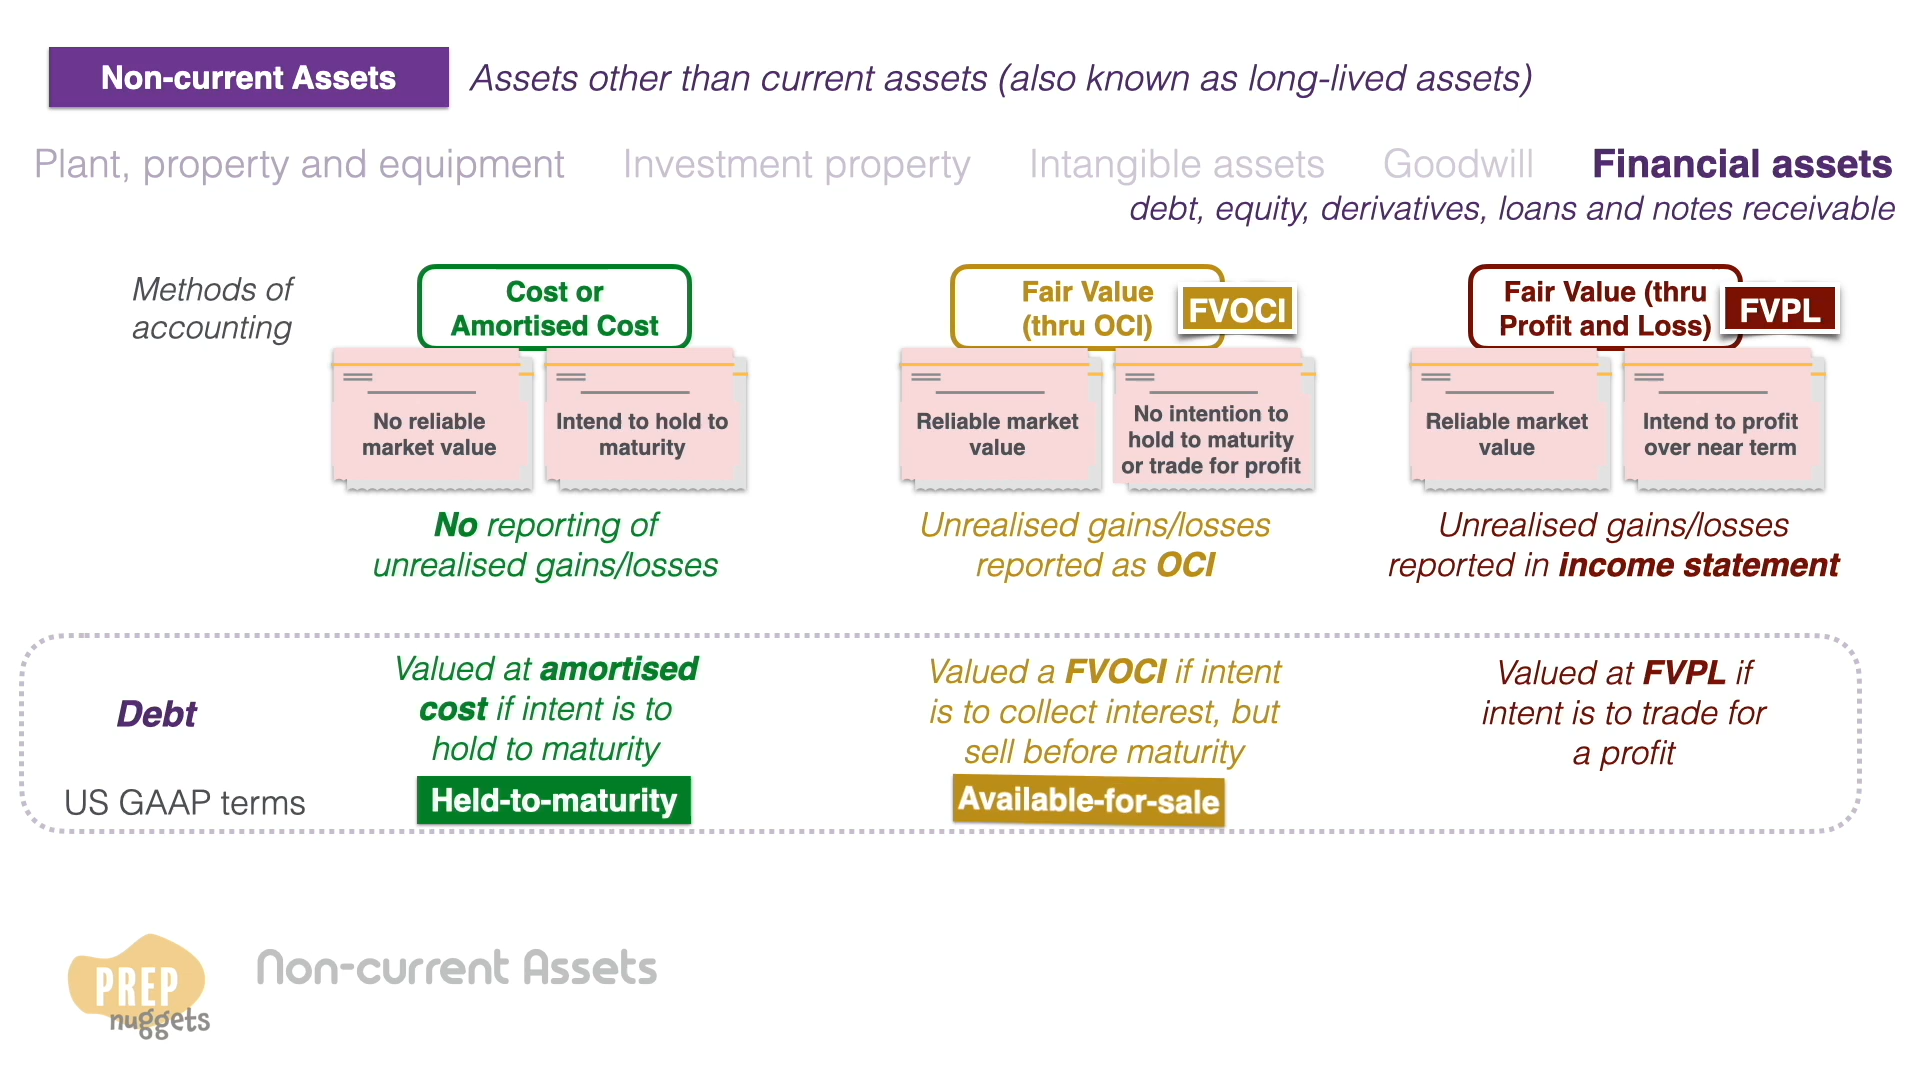 Non-current Assets
Assets other than current assets (also known as long-lived assets)
Plant, property and equipment
Investment property
Intangible assets
Goodwill
Financial assets
debt, equity, derivatives, loans and notes receivable
Methods of
accounting
Cost or
Amortised Cost
No reliable
market value
Intend to hold to
maturity
No reporting of
unrealised gains/losses
Fair Value
(thru OCI)
FVOCI
Reliable market
value
No intention to
hold to maturity
or trade for profit
Unrealised gains/losses
reported as OCI
Fair Value (thru
Profit and Loss)
FVPL
Reliable market
value
Intend to profit
over near term
Unrealised gains/losses
reported in income statement
Debt
Valued at amortised
cost if intent is to
hold to maturity
Valued a FVOCI if intent
is to collect interest, but
sell before maturity
Valued at FVPL if
intent is to trade for
a profit
US GAAP terms
Held-to-maturity
Available-for-sale
PREP
nuggets
Non-current Assets